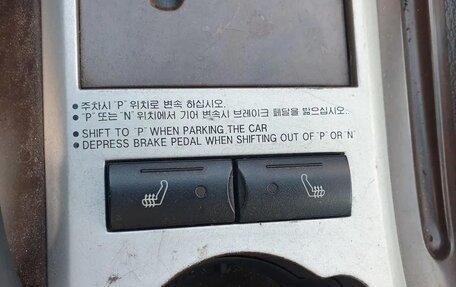 ● 주차시 "P" 위치로 변속 하십시오.
● "P" 또는 "N" 위치에서 기어 변속시 브레이크 페달을 밟으십시오.
● SHIFT TO "P" WHEN PARKING THE CAR
● DEPRESS BRAKE PEDAL WHEN SHIFTING OUT OF "P" OR "N"